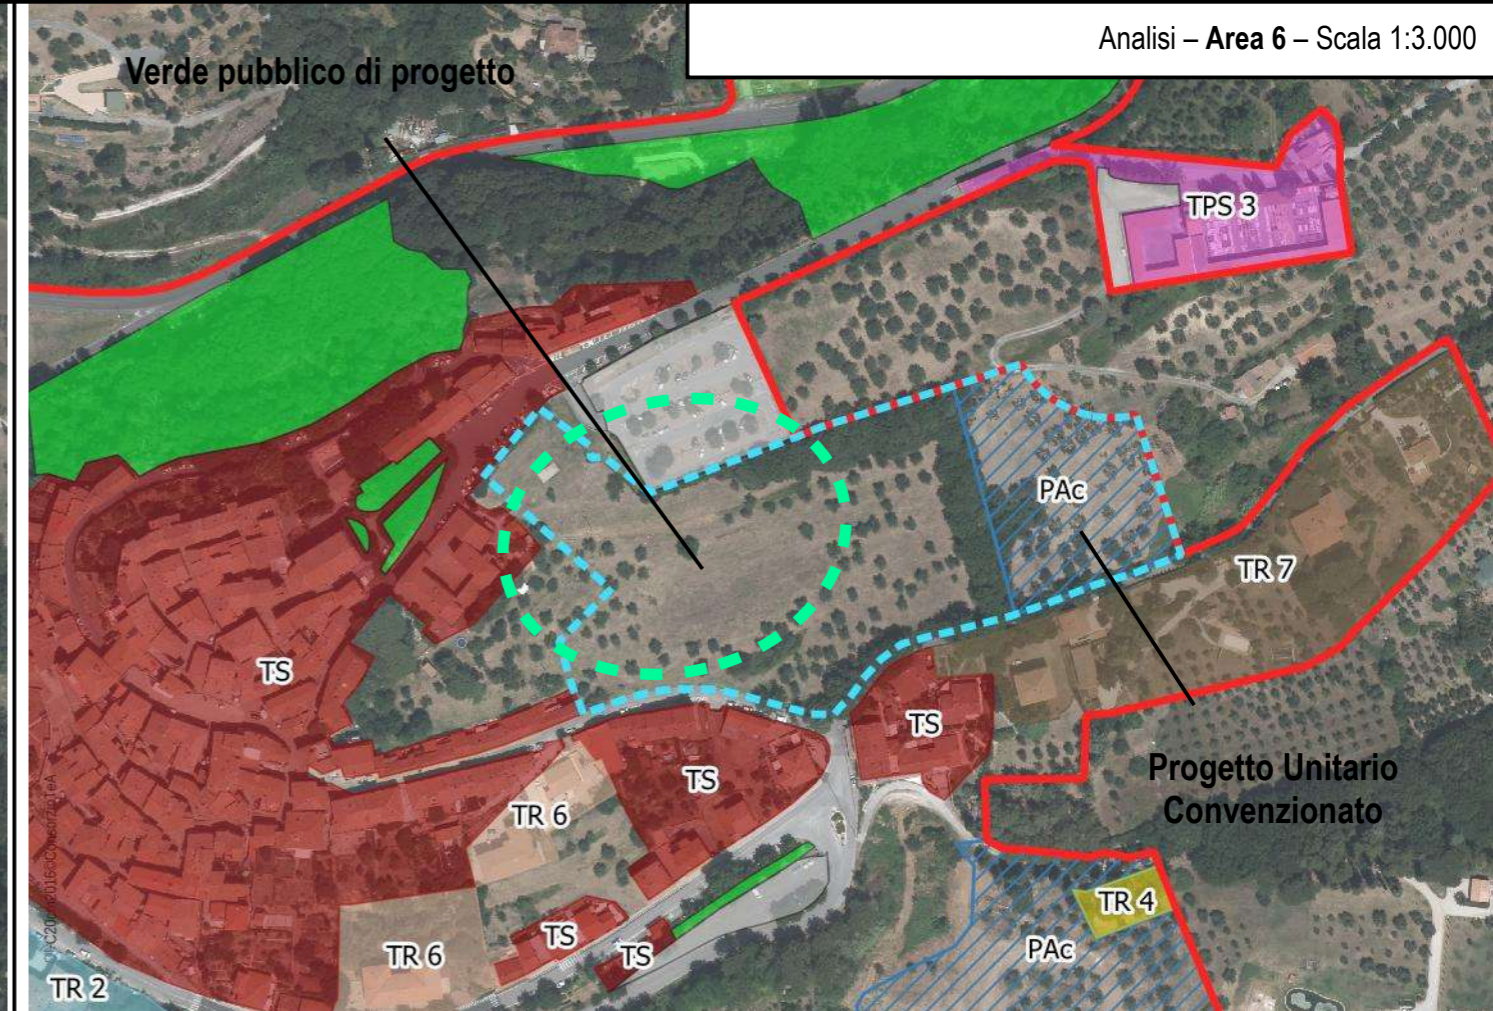 Analisi – Area 6 – Scala 1:3.000
Verde pubblico di progetto
TPS 3
PAc
TR 7
TS
TS
TS
TR 6
Progetto Unitario
Convenzionato
TR 4
TS
TS
TR 6
PAc
TR 2